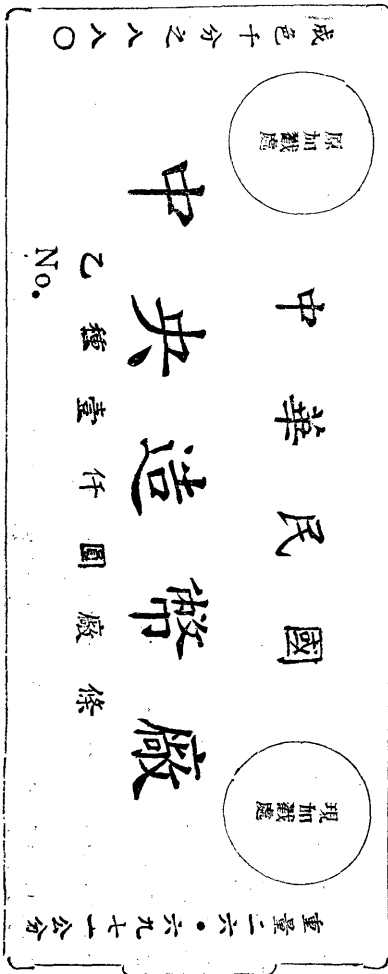 中華民國
原加戳處
現加戳處
中央造幣廠
乙種壹仟圓廠條
No.
成色千分之八八〇
重量二六•六九七一公分